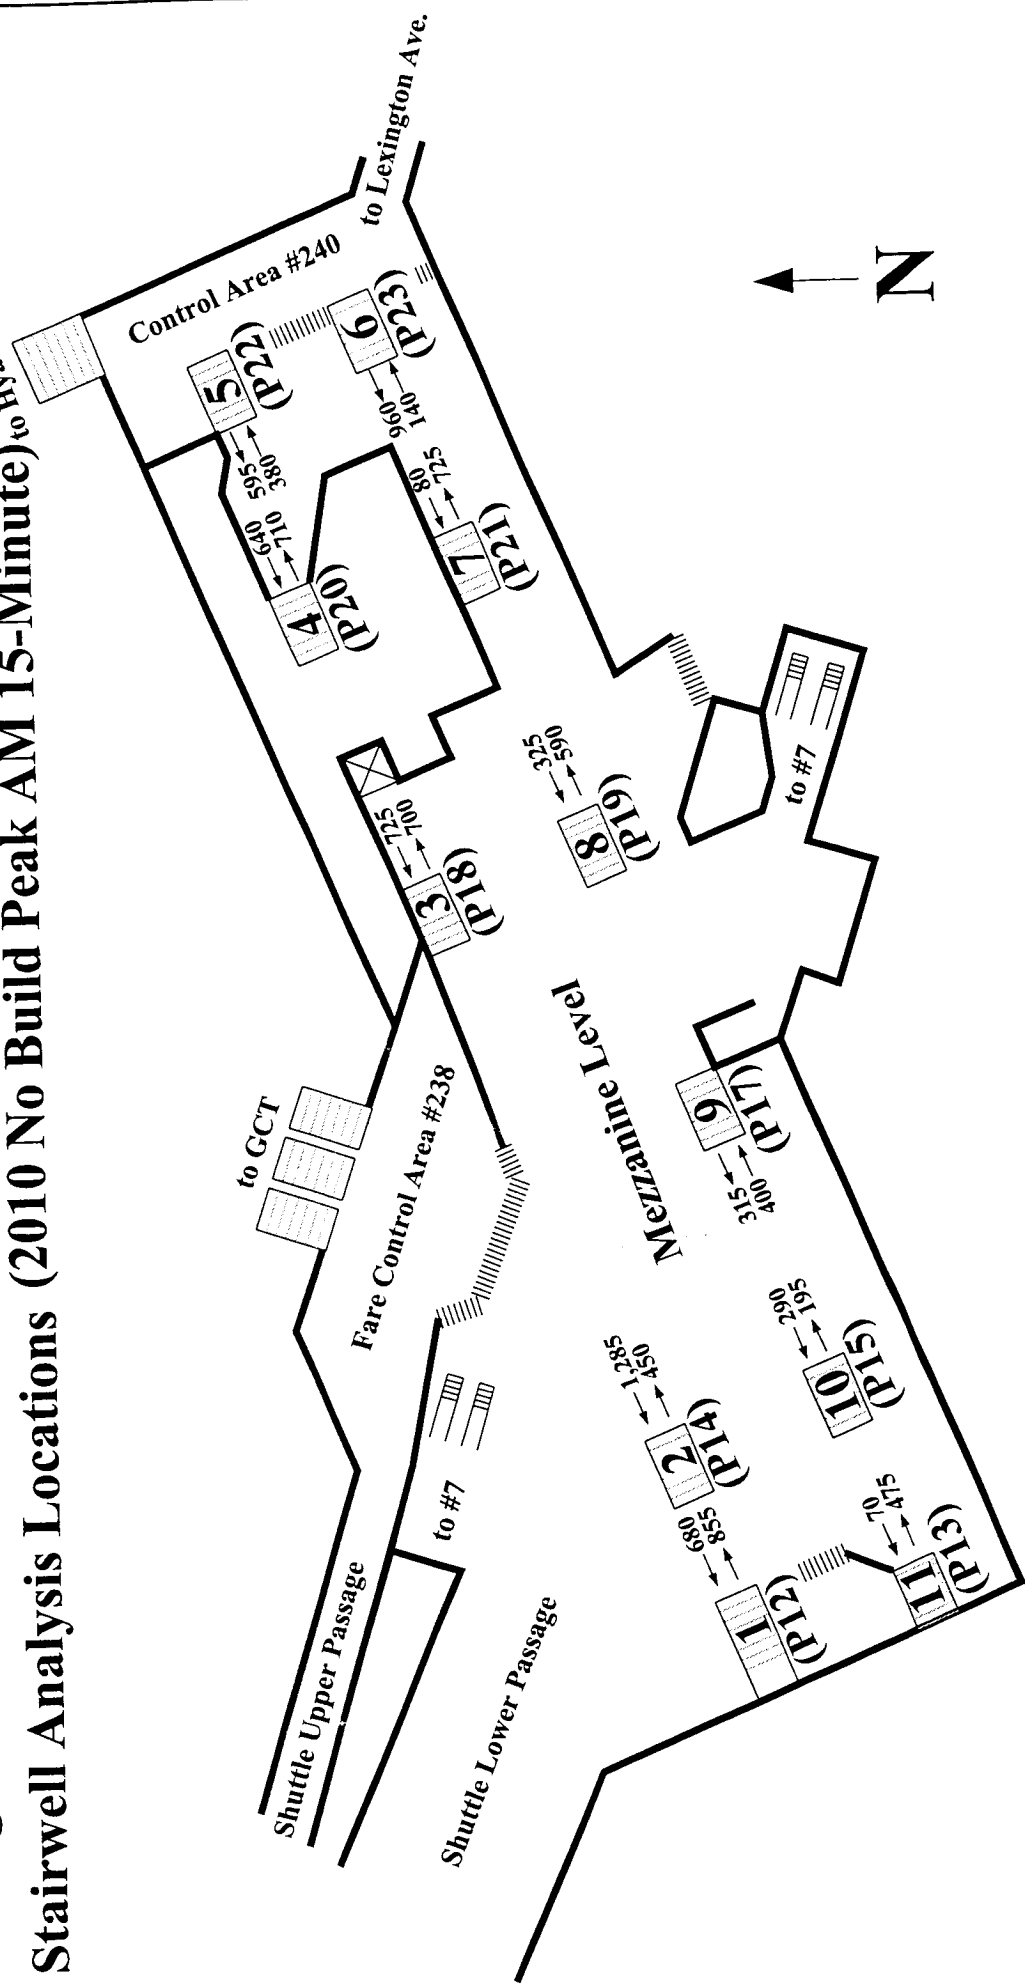 Stairwell Analysis Locations (2010 No Build Peak AM 15-Minute)
to
Control Area #240
to Lexington Ave.
5
(P22)
595
380
6
(P23)
960
140
4
(P20)
640
710
7
(P21)
80
725
3
(P18)
725
700
8
(P19)
325
590
to #7
to GCT
Fare Control Area #238
Mezzanine Level
9
(P17)
315
400
2
(P14)
1,285
450
10
(P15)
290
195
1
(P12)
680
855
11
(P13)
70
475
to #7
Shuttle Upper Passage
Shuttle Lower Passage
N